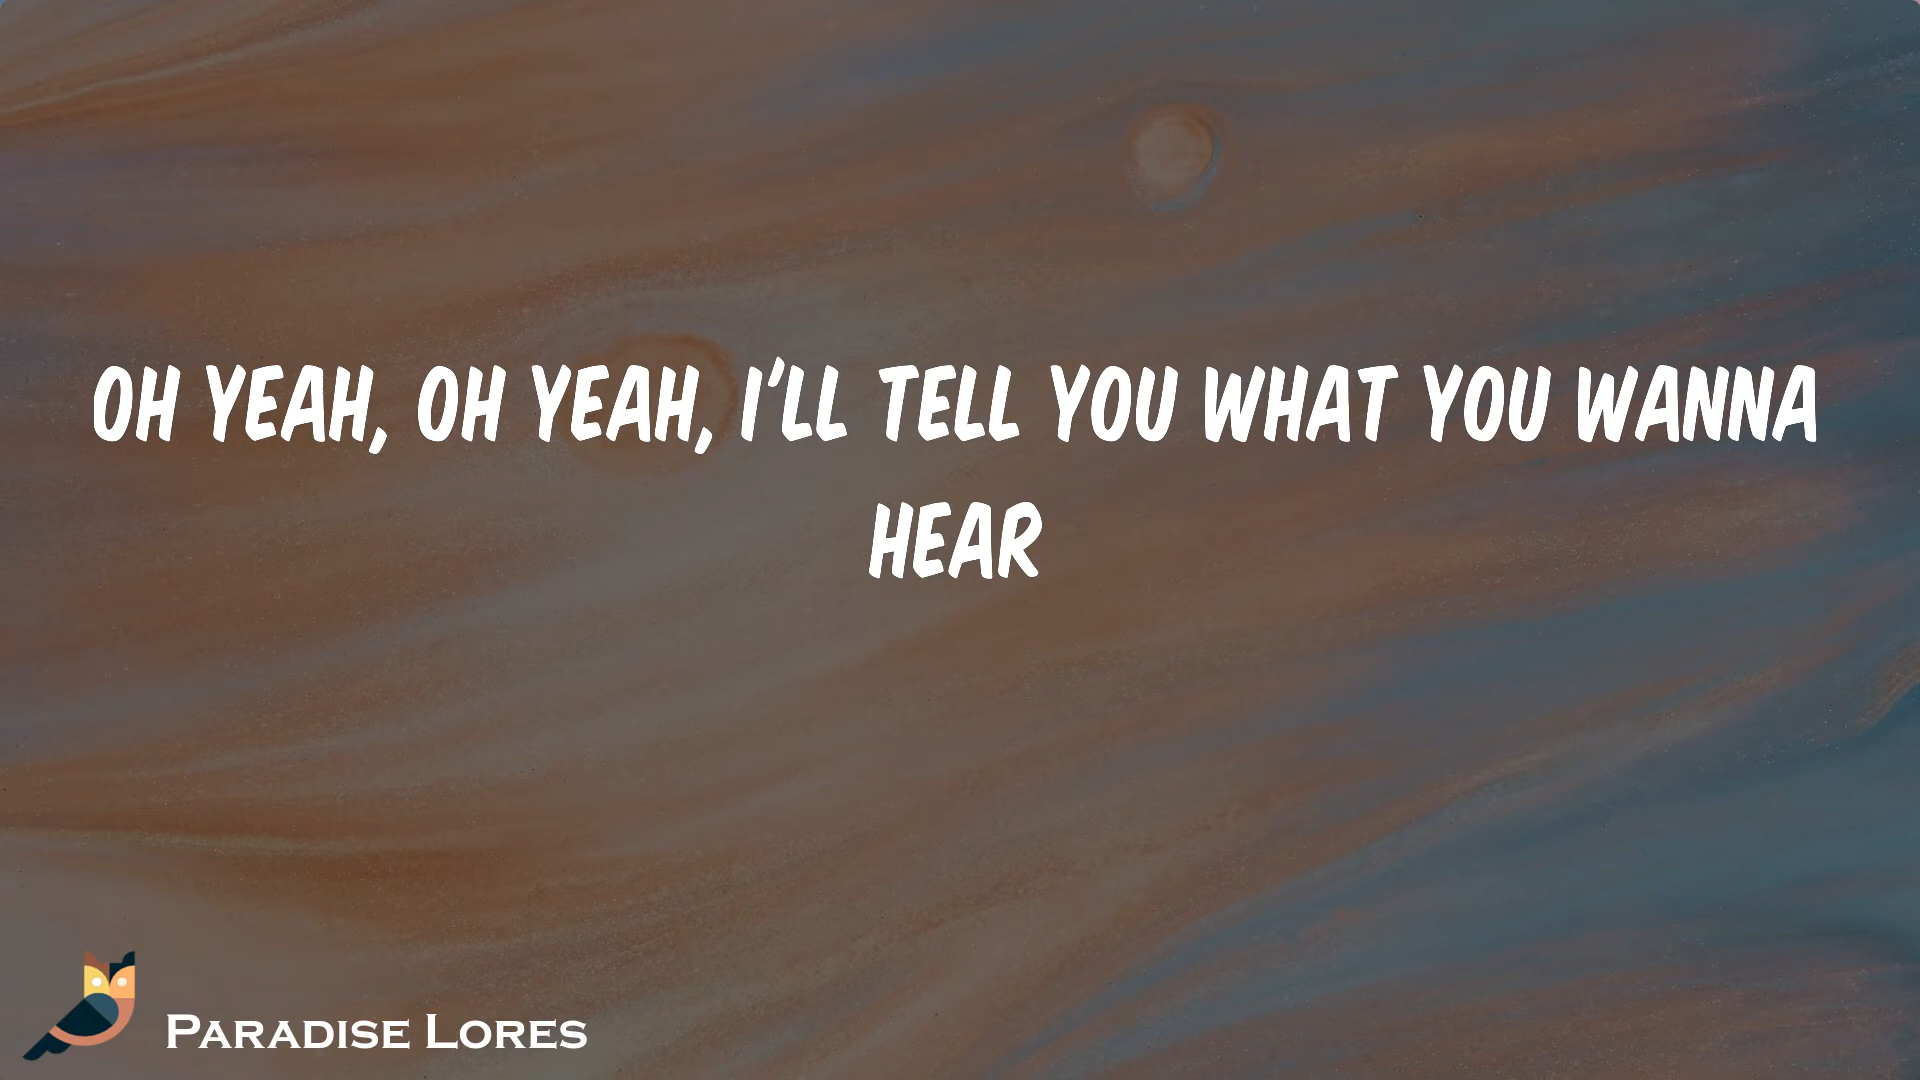 OH YEAH, OH YEAH, I'LL TELL YOU WHAT YOU WANNA
HEAR
PARADISE LORES